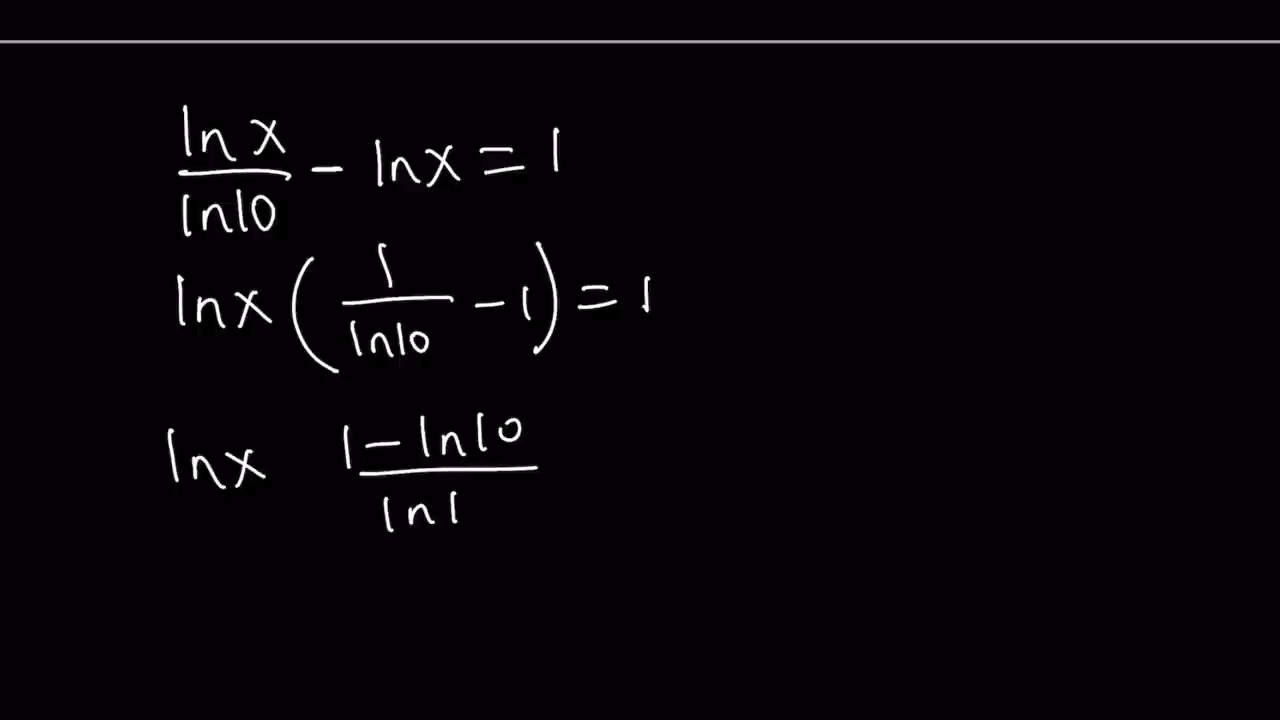 ln x / ln10 − ln x = 1
ln x ( 1 / ln10 − 1 ) = 1
ln x 1 − ln10 / ln1